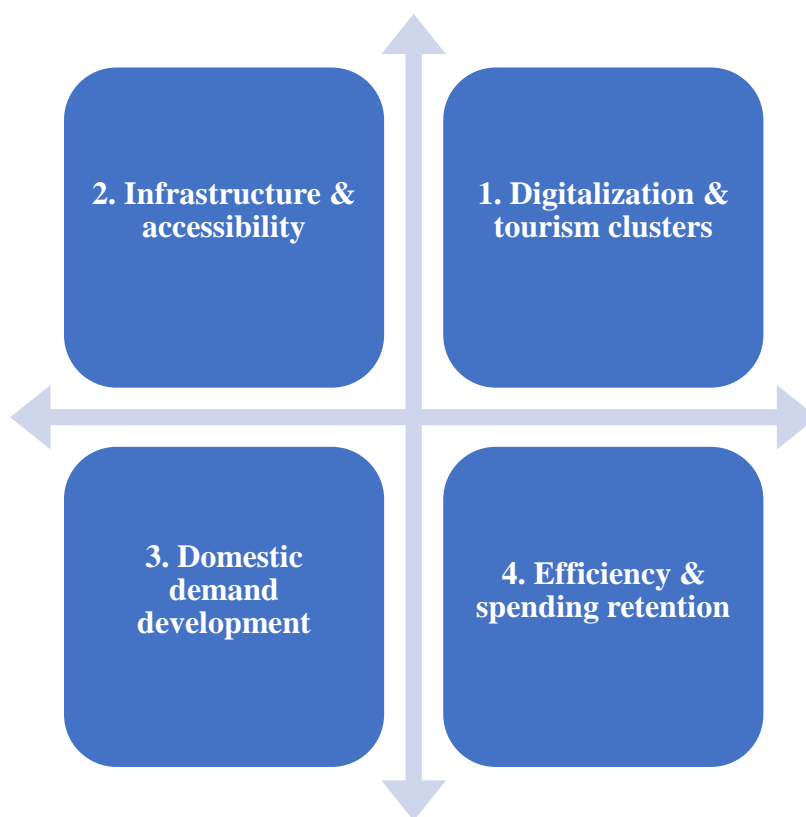 2. Infrastructure &
accessibility
1. Digitalization &
tourism clusters
3. Domestic
demand
development
4. Efficiency &
spending retention